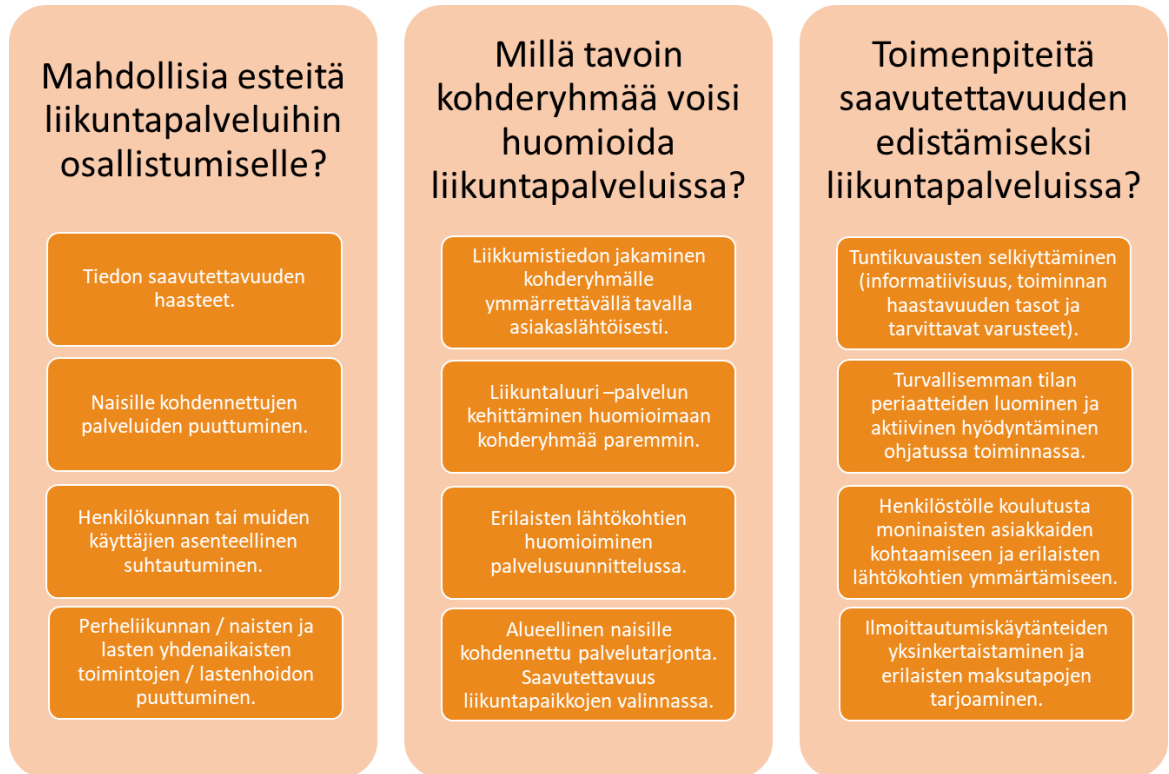 Mahdollisia esteitä
liikuntapalveluihin
osallistumiselle?
Tiedon saavutettavuuden
haasteet.
Naisille kohdennettujen
palveluiden puuttuminen.
Henkilökunnan tai muiden
käyttäjien asenteellinen
suhtautuminen.
Perheliikunnan / naisten ja
lasten yhdenaikaisten
toimintojen / lastenhoidon
puuttuminen.
Millä tavoin
kohderyhmää voisi
huomioida
liikuntapalveluissa?
Liikkumistiedon jakaminen
kohderyhmälle
ymmärrettävällä tavalla
asiakaslähtöisesti.
Liikuntaluuri –palvelun
kehittäminen huomioimaan
kohderyhmää paremmin.
Erilaisten lähtökohtien
huomioiminen
palvelusuunnittelussa.
Alueellinen naisille
kohdennettu palvelutarjonta.
Saavutettavuus
liikuntapaikkojen valinnassa.
Toimenpiteitä
saavutettavuuden
edistämiseksi
liikuntapalveluissa?
Tuntikuvausten selkiyttäminen
(informatiivisuus, toiminnan
haastavuuden tasot ja
tarvittavat varusteet).
Turvallisemman tilan
periaatteiden luominen ja
aktiivinen hyödyntäminen
ohjatussa toiminnassa.
Henkilöstölle koulutusta
moninaisten asiakkaiden
kohtaamiseen ja erilaisten
lähtökohtien ymmärtämiseen.
Ilmoittautumiskäytänteiden
yksinkertaistaminen ja
erilaisten maksutapojen
tarjoaminen.